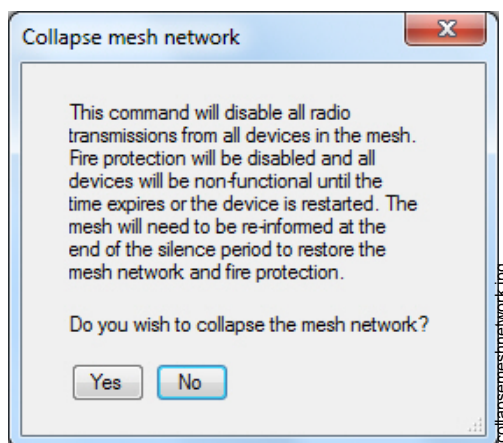 Collapse mesh network
X
This command will disable all radio
transmissions from all devices in the mesh.
Fire protection will be disabled and all
devices will be non-functional until the
time expires or the device is restarted. The
mesh will need to be re-informed at the
end of the silence period to restore the
mesh network and fire protection.
Do you wish to collapse the mesh network?
Yes
No